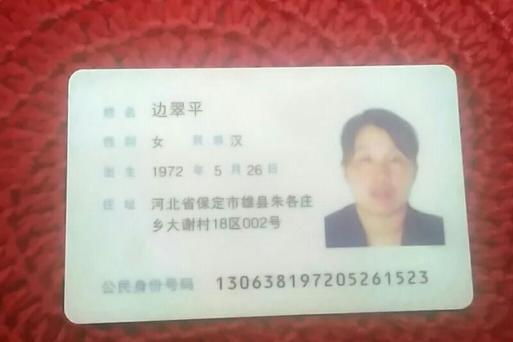 姓名 边翠平
性别 女 民族 汉
出生 1972 年 5 月 26 日
住址 河北省保定市雄县朱各庄
乡大谢村18区002号
公民身份号码 130638197205261523